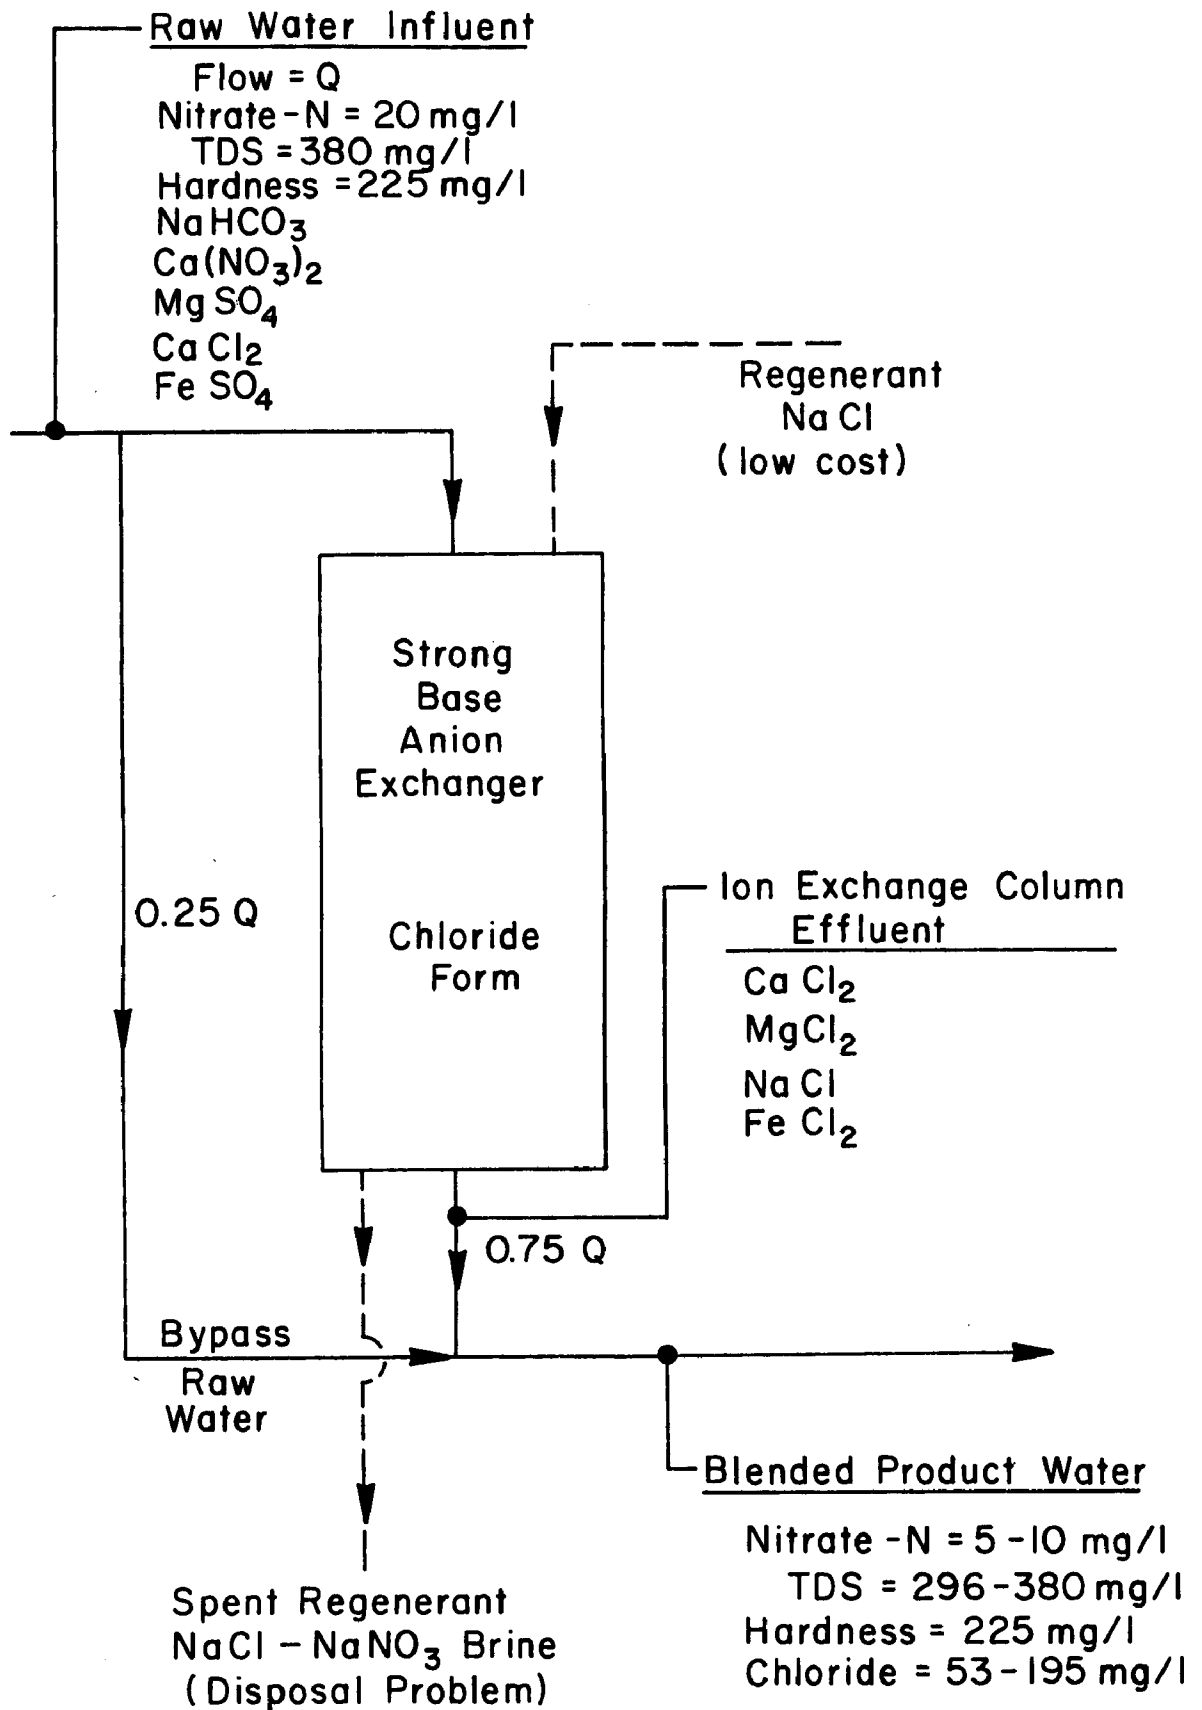 Raw Water Influent
Flow = Q
Nitrate-N = 20 mg/l
TDS = 380 mg/l
Hardness = 225 mg/l
NaHCO3
Ca(NO3)2
MgSO4
CaCl2
FeSO4
Regenerant
NaCl
(low cost)
Strong
Base
Anion
Exchanger
Chloride
Form
0.25 Q
Ion Exchange Column
Effluent
CaCl2
MgCl2
NaCl
FeCl2
0.75 Q
Bypass
Raw
Water
Blended Product Water
Nitrate-N = 5-10 mg/l
TDS = 296-380 mg/l
Hardness = 225 mg/l
Chloride = 53-195 mg/l
Spent Regenerant
NaCl - NaNO3 Brine
(Disposal Problem)